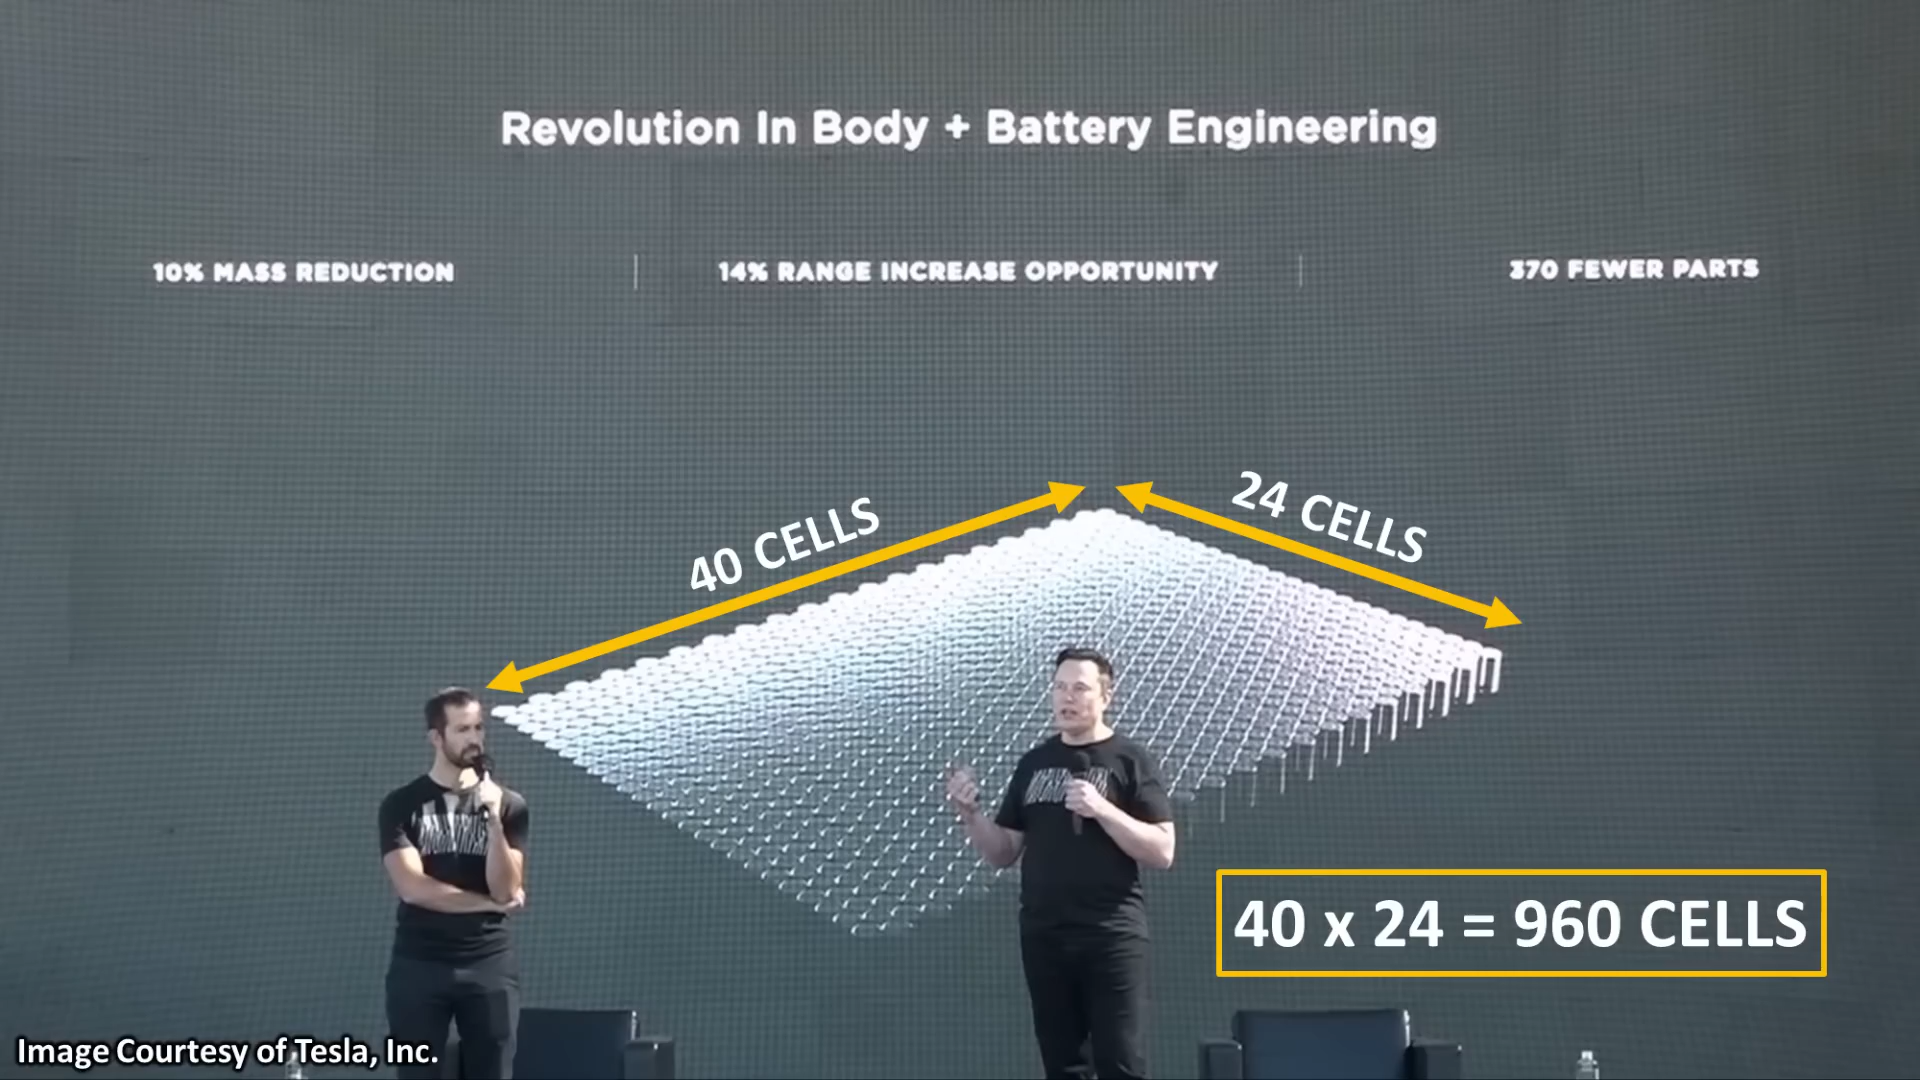 Revolution In Body + Battery Engineering
10% MASS REDUCTION
14% RANGE INCREASE OPPORTUNITY
370 FEWER PARTS
40 CELLS
24 CELLS
40 x 24 = 960 CELLS
Image Courtesy of Tesla, Inc.